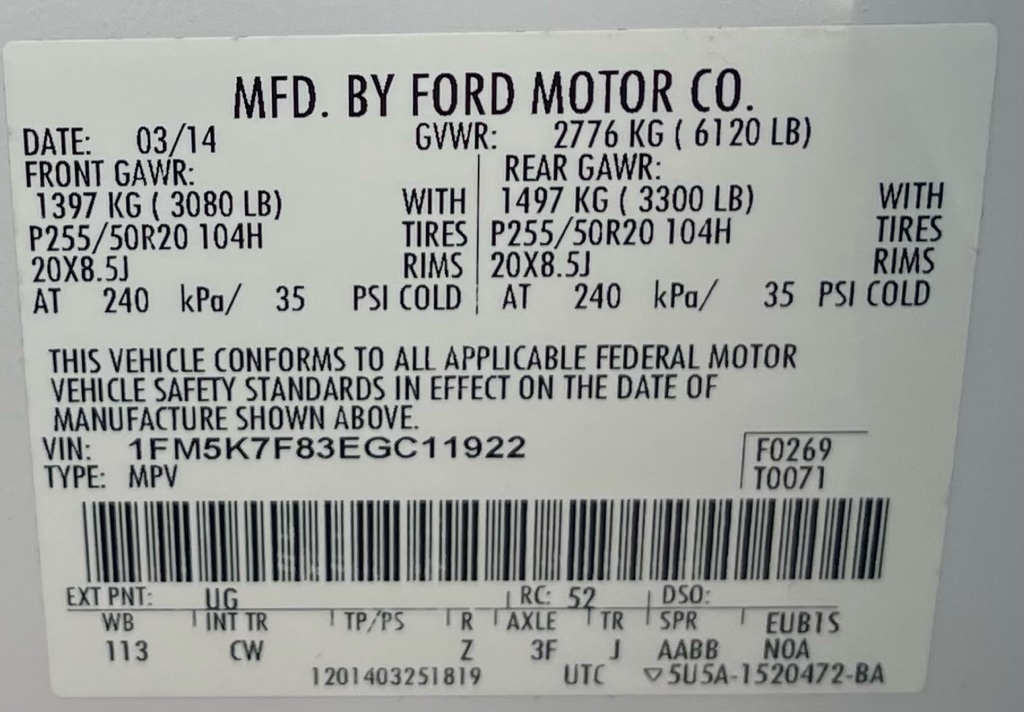 MFD. BY FORD MOTOR CO.
DATE: 03/14 GVWR: 2776 KG ( 6120 LB)
FRONT GAWR: REAR GAWR:
1397 KG ( 3080 LB) WITH 1497 KG ( 3300 LB) WITH
P255/50R20 104H TIRES P255/50R20 104H TIRES
20X8.5J RIMS 20X8.5J RIMS
AT 240 kPa/ 35 PSI COLD AT 240 kPa/ 35 PSI COLD
THIS VEHICLE CONFORMS TO ALL APPLICABLE FEDERAL MOTOR
VEHICLE SAFETY STANDARDS IN EFFECT ON THE DATE OF
MANUFACTURE SHOWN ABOVE.
VIN: 1FM5K7F83EGC11922 F0269
TYPE: MPV T0071
EXT PNT: UG RC: 52 DSO:
WB INT TR TP/PS R AXLE TR SPR EUBTS
113 CW Z 3F J AABB NOA
1201403251819 UTC ▽5U5A-1520472-BA